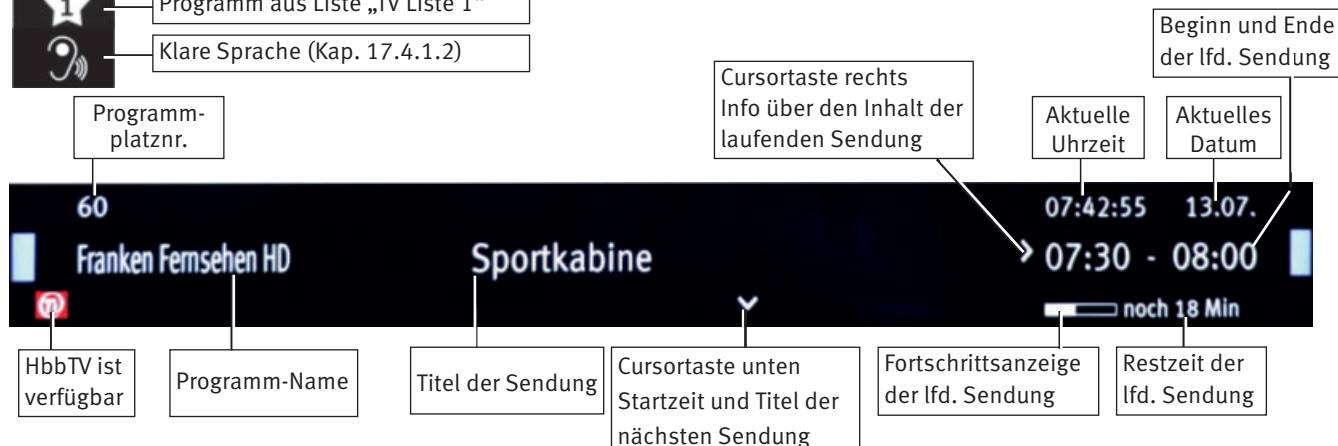 1
Programm aus Liste „TV Liste 1“
Klare Sprache (Kap. 17.4.1.2)
Beginn und Ende
der lfd. Sendung
Cursortaste rechts
Info über den Inhalt der
laufenden Sendung
Programm-
platznr.
Aktuelle
Uhrzeit
Aktuelles
Datum
60
07:42:55 13.07.
Franken Fernsehen HD
Sportkabine
07:30 - 08:00
noch 18 Min
HbbTV ist
verfügbar
Programm-Name
Titel der Sendung
Cursortaste unten
Startzeit und Titel der
nächsten Sendung
Fortschrittsanzeige
der lfd. Sendung
Restzeit der
lfd. Sendung